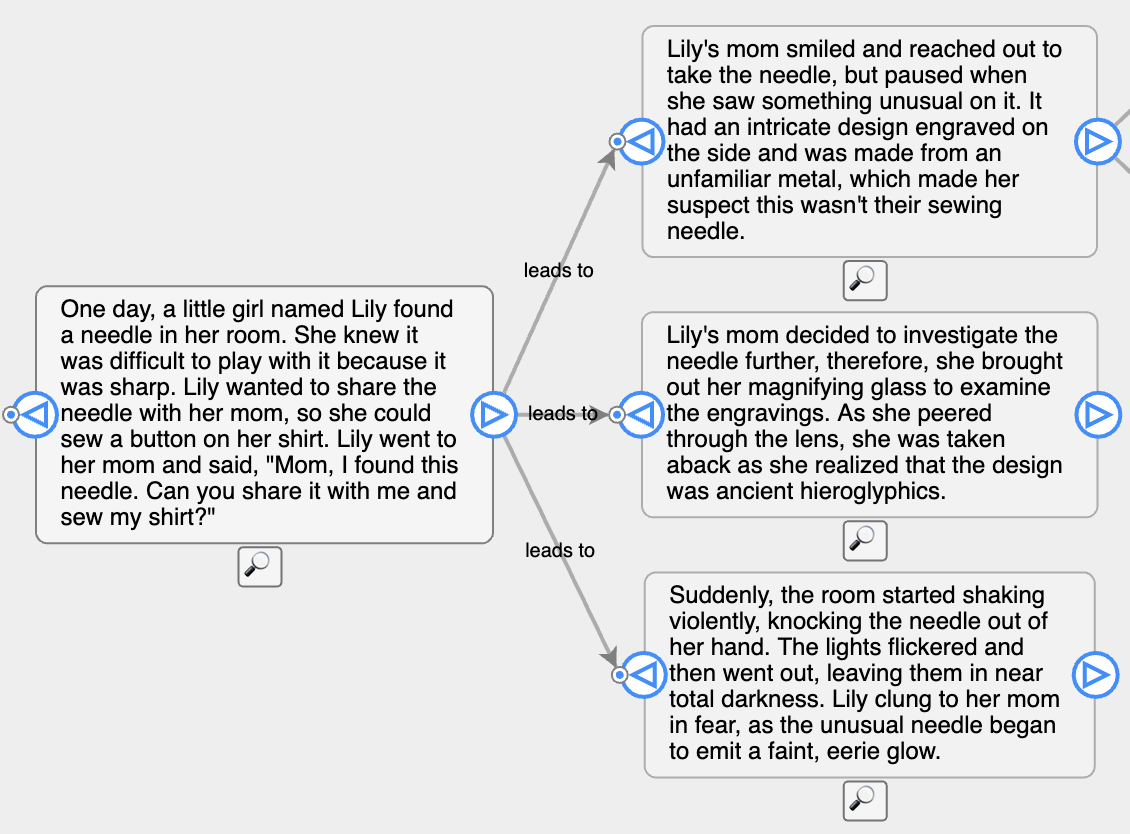 One day, a little girl named Lily found
a needle in her room. She knew it
was difficult to play with it because it
was sharp. Lily wanted to share the
needle with her mom, so she could
sew a button on her shirt. Lily went to
her mom and said, "Mom, I found this
needle. Can you share it with me and
sew my shirt?"
leads to
leads to
leads to
Lily's mom smiled and reached out to
take the needle, but paused when
she saw something unusual on it. It
had an intricate design engraved on
the side and was made from an
unfamiliar metal, which made her
suspect this wasn't their sewing
needle.
Lily's mom decided to investigate the
needle further, therefore, she brought
out her magnifying glass to examine
the engravings. As she peered
through the lens, she was taken
aback as she realized that the design
was ancient hieroglyphics.
Suddenly, the room started shaking
violently, knocking the needle out of
her hand. The lights flickered and
then went out, leaving them in near
total darkness. Lily clung to her mom
in fear, as the unusual needle began
to emit a faint, eerie glow.